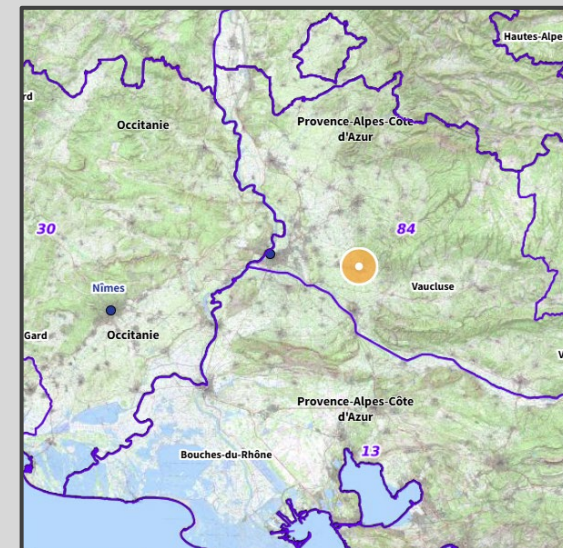 Hautes-Alpe
rd
Occitanie
Provence-Alpes-Côte
d'Azur
30
84
Nîmes
Vaucluse
Gard
Occitanie
V
Provence-Alpes-Côte
d'Azur
Bouches-du-Rhône
13